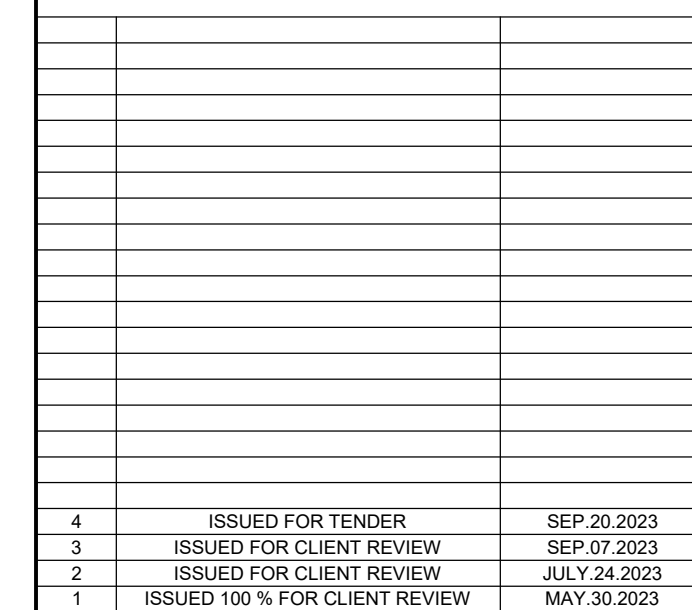 4 ISSUED FOR TENDER SEP.20.2023
3 ISSUED FOR CLIENT REVIEW SEP.07.2023
2 ISSUED FOR CLIENT REVIEW JULY.24.2023
1 ISSUED 100 % FOR CLIENT REVIEW MAY.30.2023